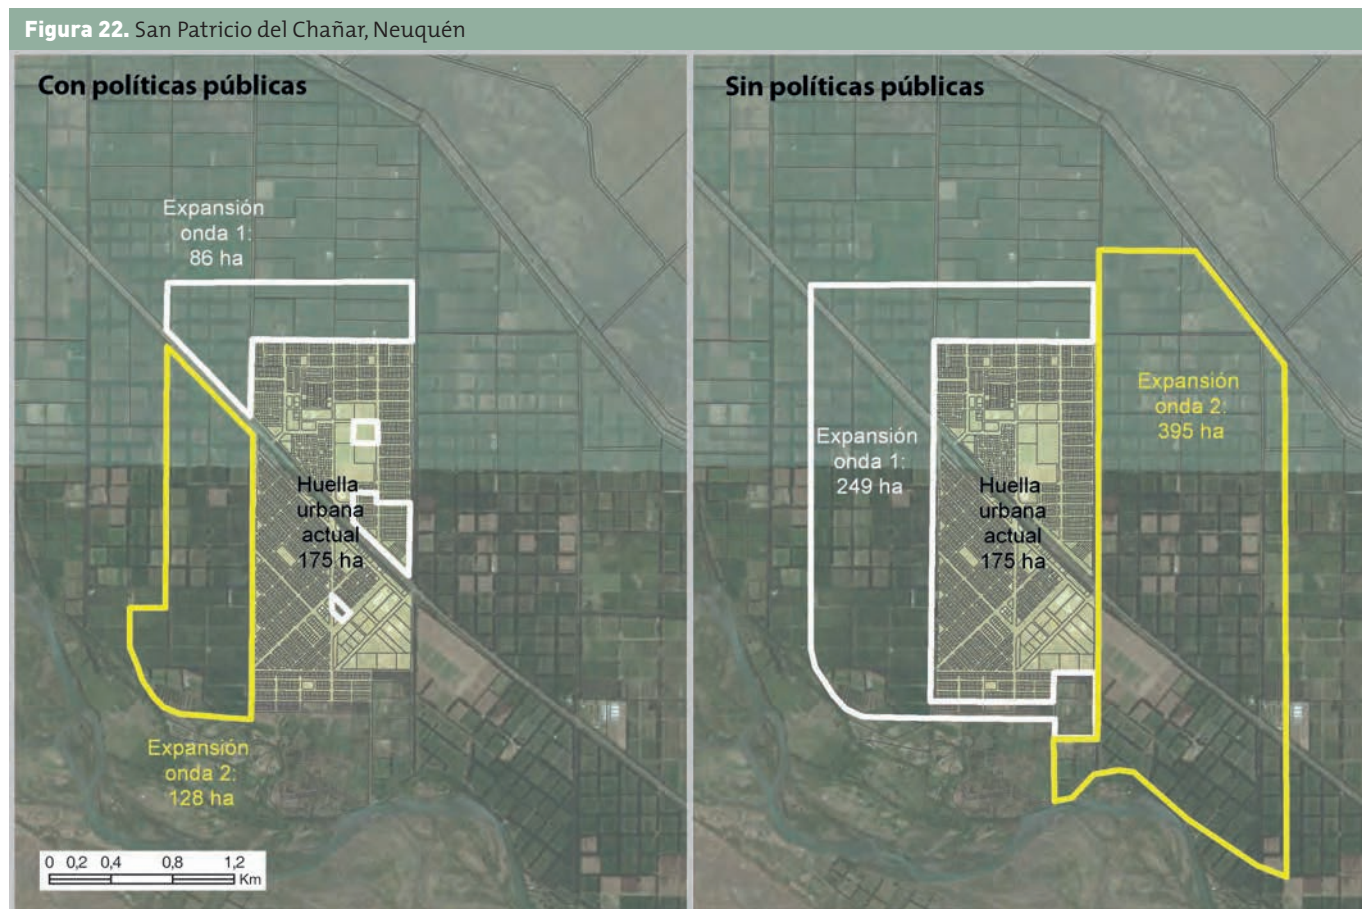 Figura 22. San Patricio del Chañar, Neuquén
Con políticas públicas
Expansión
onda 1:
86 ha
Huella
urbana
actual
175 ha
Expansión
onda 2:
128 ha
0 0,2 0,4 0,8 1,2
Km
Sin políticas públicas
Expansión
onda 2:
395 ha
Expansión
onda 1:
249 ha
Huella
urbana
actual
175 ha